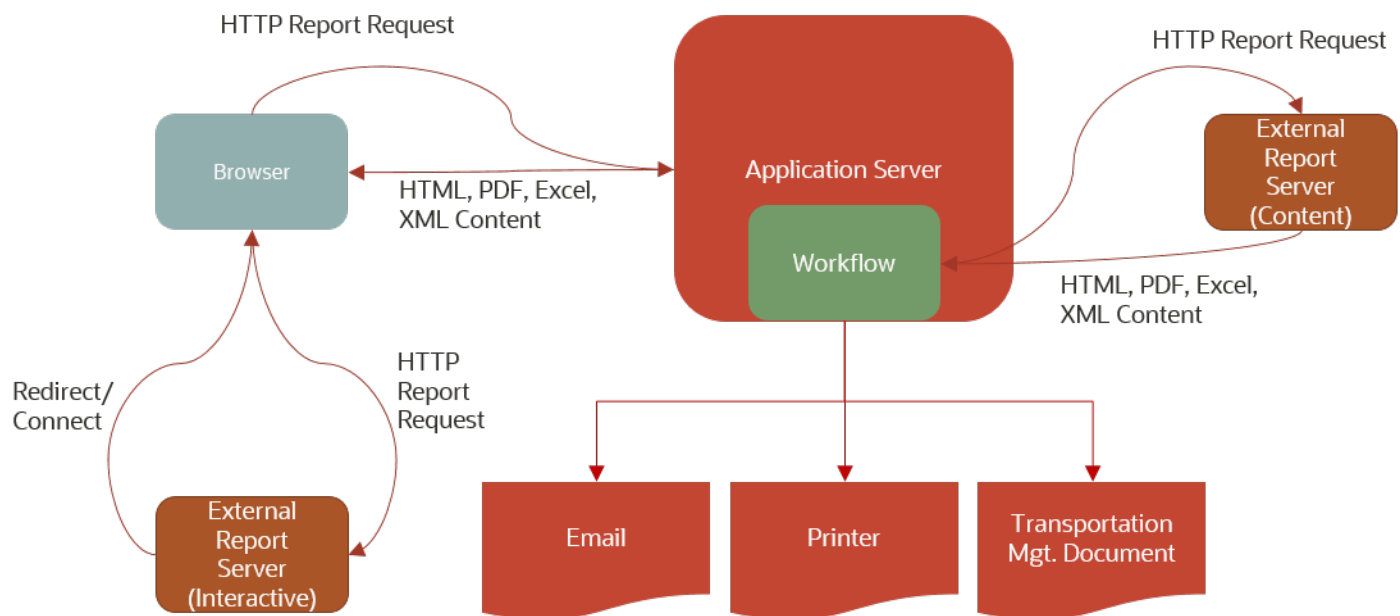 HTTP Report Request
HTTP Report Request
Browser
HTML, PDF, Excel,
XML Content
Application Server
Workflow
External
Report
Server
(Content)
HTML, PDF, Excel,
XML Content
Redirect/
Connect
HTTP
Report
Request
External
Report
Server
(Interactive)
Email
Printer
Transportation
Mgt. Document